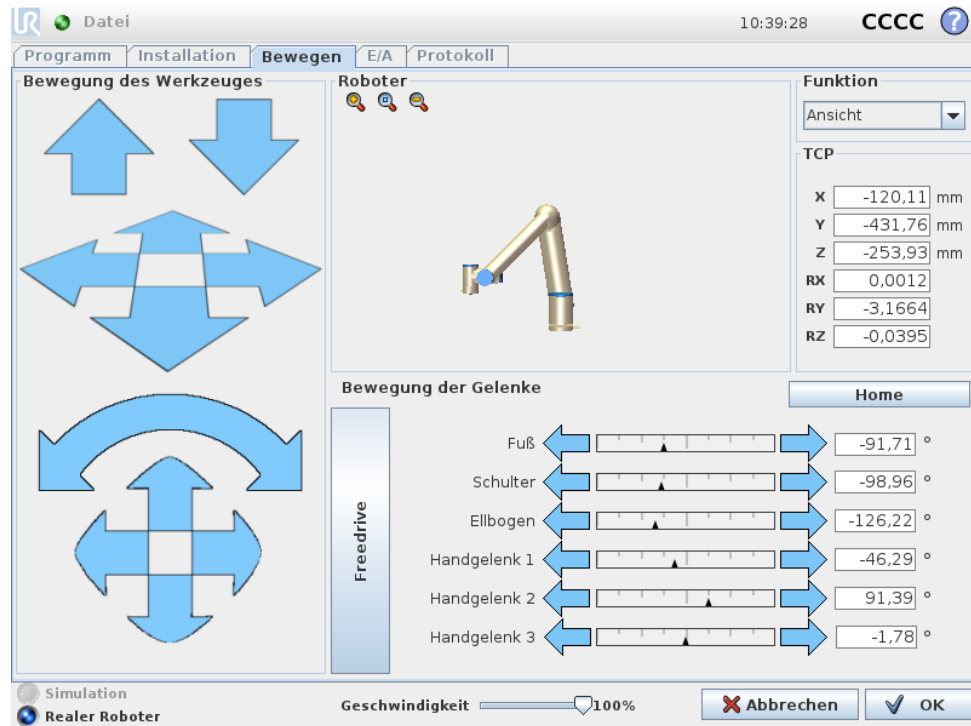 UR Datei 10:39:28 CCCC ?
Programm Installation Bewegen E/A Protokoll
Bewegung des Werkzeuges
Roboter
Funktion
Ansicht
TCP
X -120,11 mm
Y -431,76 mm
Z -253,93 mm
RX 0,0012
RY -3,1664
RZ -0,0395
Bewegung der Gelenke
Home
Freedrive
Fuß -91,71 °
Schulter -98,96 °
Ellbogen -126,22 °
Handgelenk 1 -46,29 °
Handgelenk 2 91,39 °
Handgelenk 3 -1,78 °
Simulation
Realer Roboter
Geschwindigkeit 100%
Abbrechen
OK